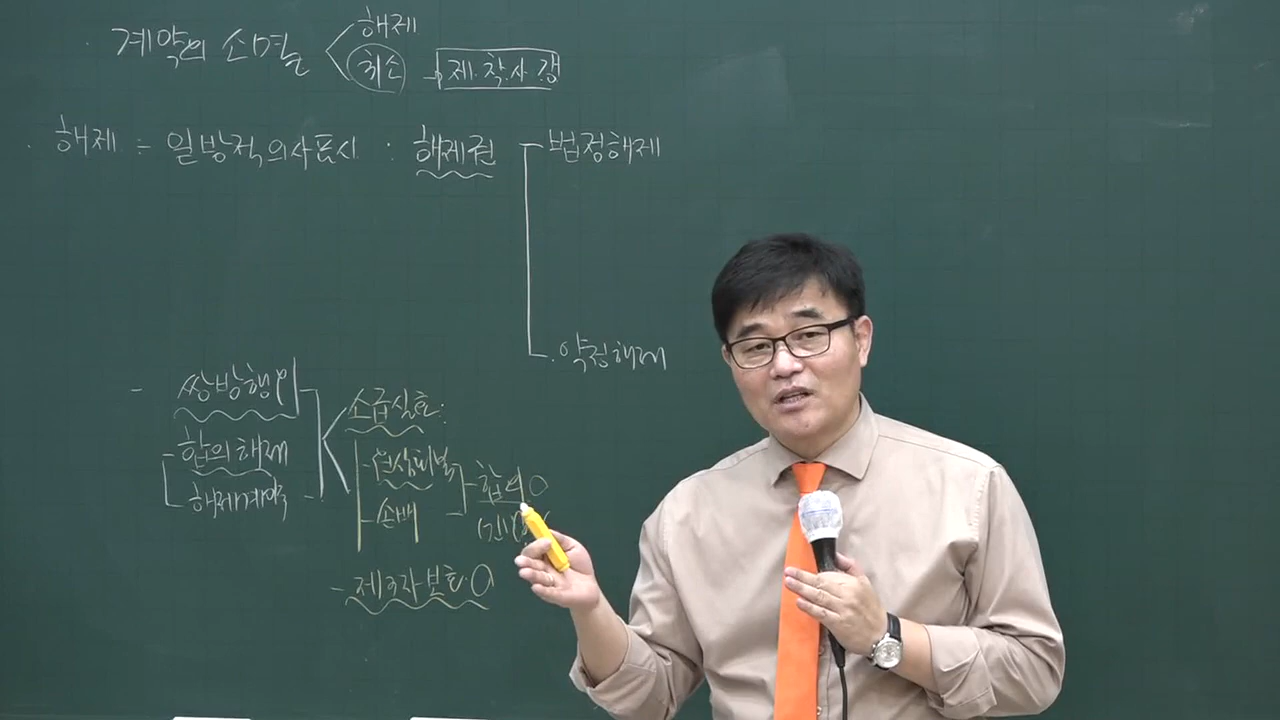 · 계약의 소멸 < 해제
취소 → 제.착.사.강
· 해제 = 일방적 의사표시 : 해제권 - 법정해제
· 약정해제
- 쌍방행위
소급실효:
- 합의해제
- 원상회복
합의 O
해제계약
- 손배
- 제3자 보호. O